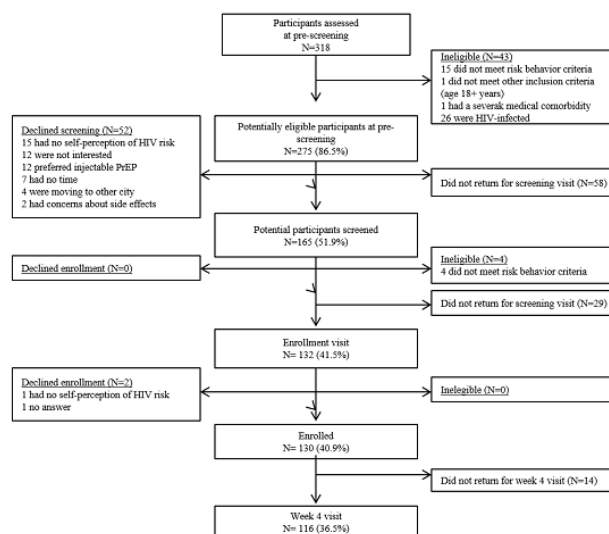 Participants assessed
at pre-screening
N=318
Ineligible (N=43)
15 did not meet risk behavior criteria
1 did not meet other inclusion criteria
(age 18+ years)
1 had a severak medical comorbidity
26 were HIV-infected
Declined screening (N=52)
15 had no self-perception of HIV risk
12 were not interested
12 preferred injectable PrEP
7 had no time
4 were moving to other city
2 had concerns about side effects
Potentially eligible participants at pre-
screening
N=275 (86.5%)
Did not return for screening visit (N=58)
Potential participants screened
N=165 (51.9%)
Declined enrollment (N=0)
Ineligible (N=4)
4 did not meet risk behavior criteria
Did not return for screening visit (N=29)
Enrollment visit
N= 132 (41.5%)
Declined enrollment (N=2)
1 had no self-perception of HIV risk
1 no answer
Inelegible (N=0)
Enrolled
N= 130 (40.9%)
Did not return for week 4 visit (N=14)
Week 4 visit
N= 116 (36.5%)